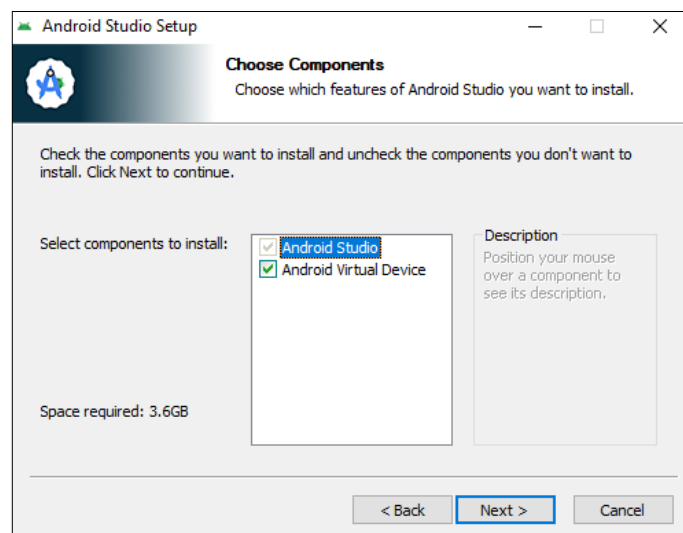 Android Studio Setup
Choose Components
Choose which features of Android Studio you want to install.
Check the components you want to install and uncheck the components you don't want to
install. Click Next to continue.
Select components to install:
Android Studio
Android Virtual Device
Description
Position your mouse
over a component to
see its description.
Space required: 3.6GB
< Back
Next >
Cancel